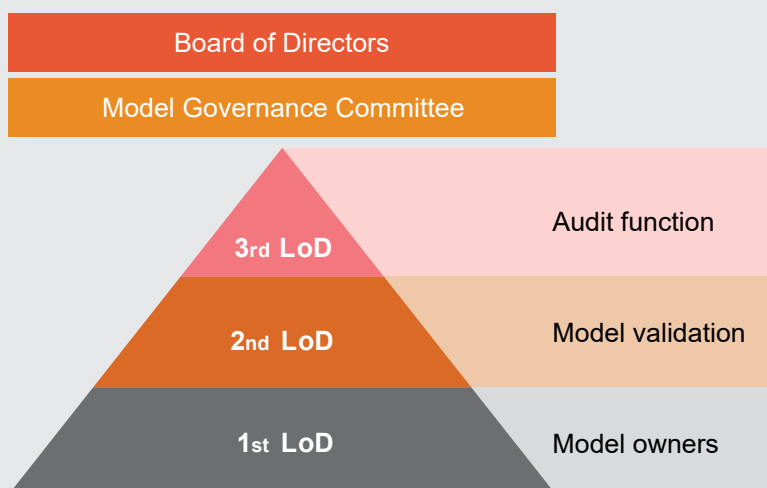 Board of Directors
Model Governance Committee
3rd LoD
Audit function
2nd LoD
Model validation
1st LoD
Model owners